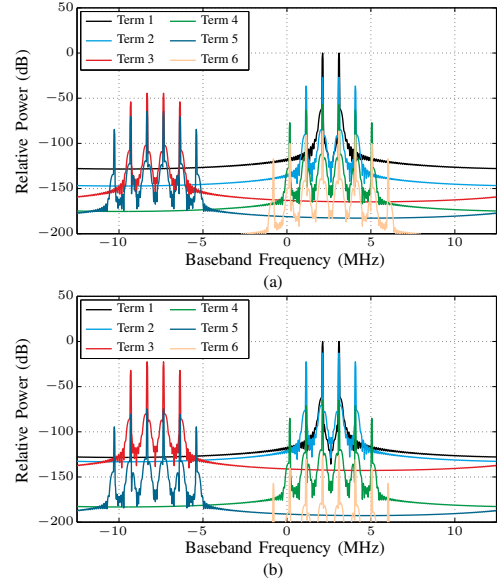 50
0
−50
−100
−150
−200
Relative Power (dB)
Term 1 Term 4
Term 2 Term 5
Term 3 Term 6
−10 −5 0 5 10
Baseband Frequency (MHz)
(a)
50
0
−50
−100
−150
−200
Relative Power (dB)
Term 1 Term 4
Term 2 Term 5
Term 3 Term 6
−10 −5 0 5 10
Baseband Frequency (MHz)
(b)